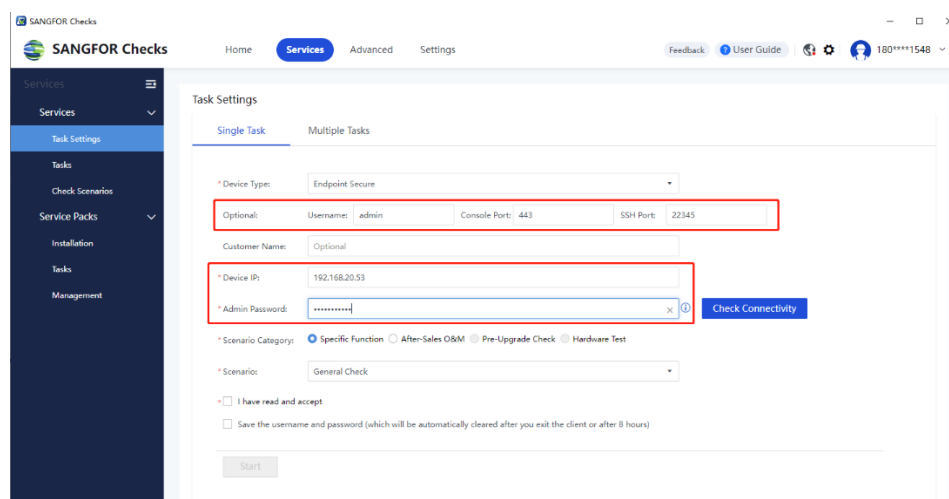 SANGFOR Checks
SANGFOR Checks
Home Services Advanced Settings Feedback User Guide 180****1548
Services
Services
Task Settings
Tasks
Check Scenarios
Service Packs
Installation
Tasks
Management
Task Settings
Single Task Multiple Tasks
* Device Type: Endpoint Secure
Optional: Username: admin Console Port: 443 SSH Port: 22345
Customer Name: Optional
* Device IP: 192.168.20.53
* Admin Password: ••••••••••• Check Connectivity
* Scenario Category: Specific Function After-Sales O&M Pre-Upgrade Check Hardware Test
* Scenario: General Check
* I have read and accept
Save the username and password (which will be automatically cleared after you exit the client or after 8 hours)
Start